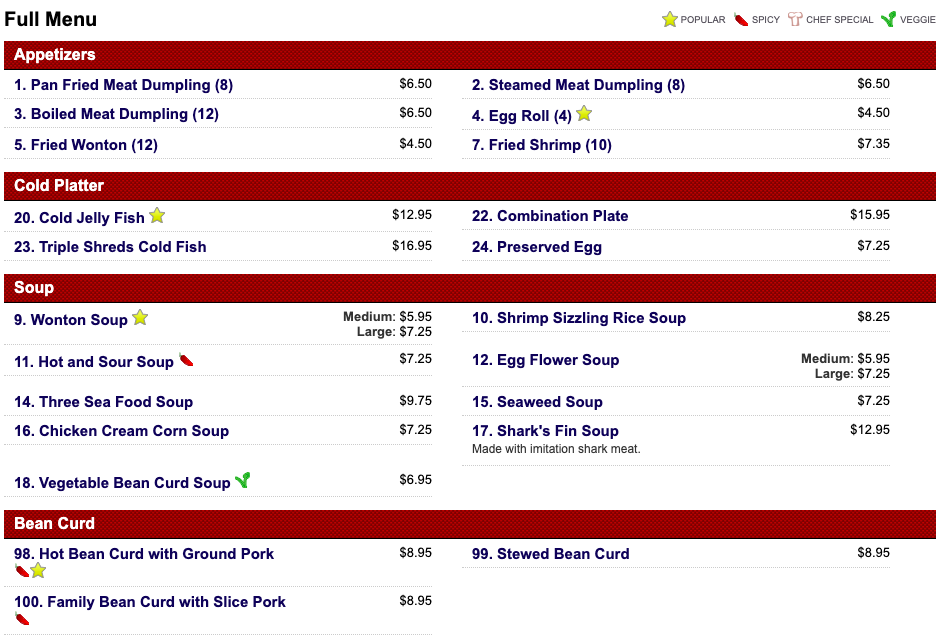 Full Menu
POPULAR SPICY CHEF SPECIAL VEGGIE
Appetizers
1. Pan Fried Meat Dumpling (8) $6.50
2. Steamed Meat Dumpling (8) $6.50
3. Boiled Meat Dumpling (12) $6.50
4. Egg Roll (4) $4.50
5. Fried Wonton (12) $4.50
7. Fried Shrimp (10) $7.35
Cold Platter
20. Cold Jelly Fish $12.95
22. Combination Plate $15.95
23. Triple Shreds Cold Fish $16.95
24. Preserved Egg $7.25
Soup
9. Wonton Soup Medium: $5.95
Large: $7.25
10. Shrimp Sizzling Rice Soup $8.25
11. Hot and Sour Soup $7.25
12. Egg Flower Soup Medium: $5.95
Large: $7.25
14. Three Sea Food Soup $9.75
15. Seaweed Soup $7.25
16. Chicken Cream Corn Soup $7.25
17. Shark's Fin Soup $12.95
Made with imitation shark meat.
18. Vegetable Bean Curd Soup $6.95
Bean Curd
98. Hot Bean Curd with Ground Pork $8.95
99. Stewed Bean Curd $8.95
100. Family Bean Curd with Slice Pork $8.95